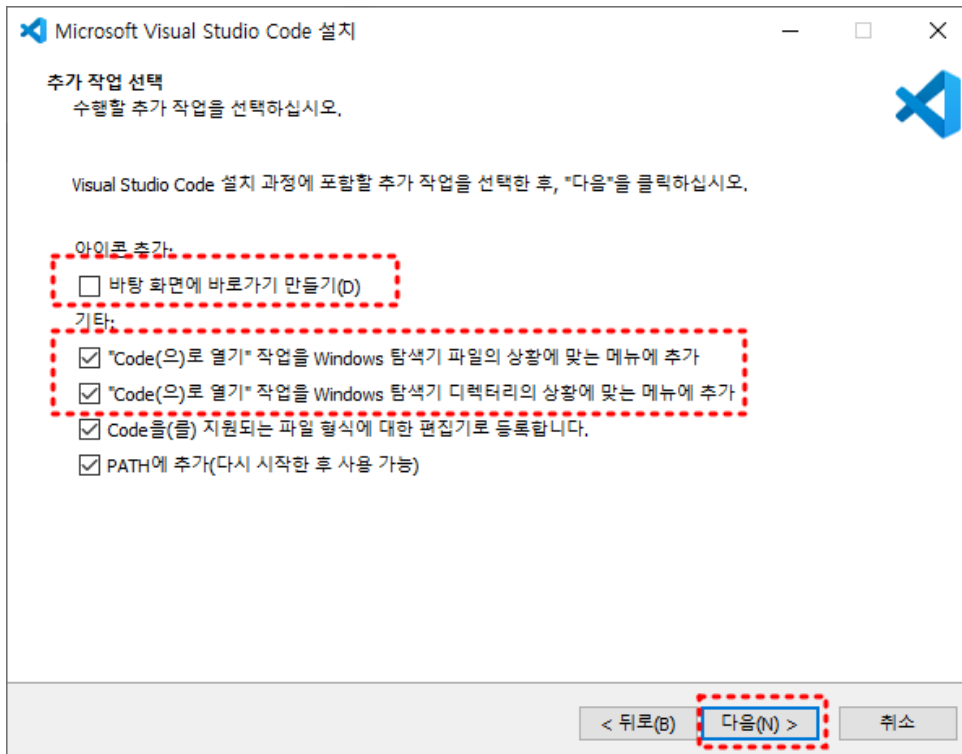 Microsoft Visual Studio Code 설치
추가 작업 선택
수행할 추가 작업을 선택하십시오.
Visual Studio Code 설치 과정에 포함할 추가 작업을 선택한 후, "다음"을 클릭하십시오.
아이콘 추가:
바탕 화면에 바로가기 만들기(D)
기타:
"Code(으)로 열기" 작업을 Windows 탐색기 파일의 상황에 맞는 메뉴에 추가
"Code(으)로 열기" 작업을 Windows 탐색기 디렉터리의 상황에 맞는 메뉴에 추가
Code을(를) 지원되는 파일 형식에 대한 편집기로 등록합니다.
PATH에 추가(다시 시작한 후 사용 가능)
< 뒤로(B) 다음(N) > 취소